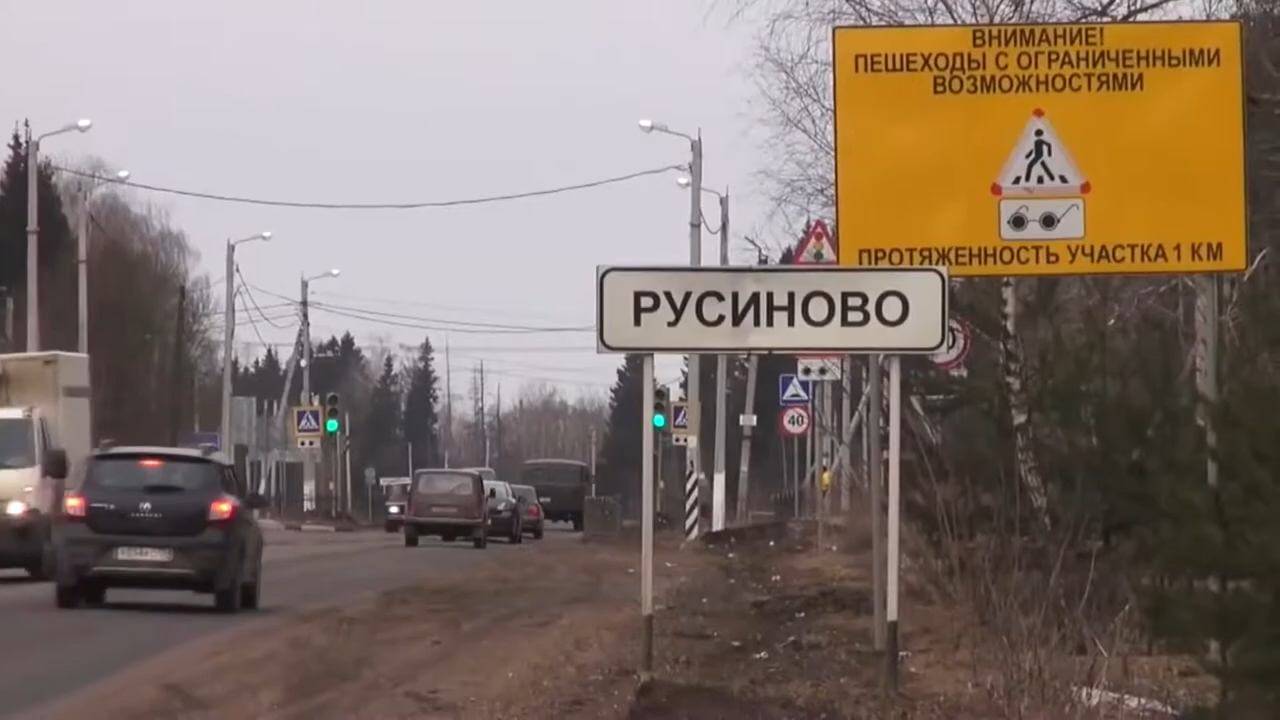 ВНИМАНИЕ!
ПЕШЕХОДЫ С ОГРАНИЧЕННЫМИ
ВОЗМОЖНОСТЯМИ
ПРОТЯЖЕННОСТЬ УЧАСТКА 1 КМ
РУСИНОВО
40